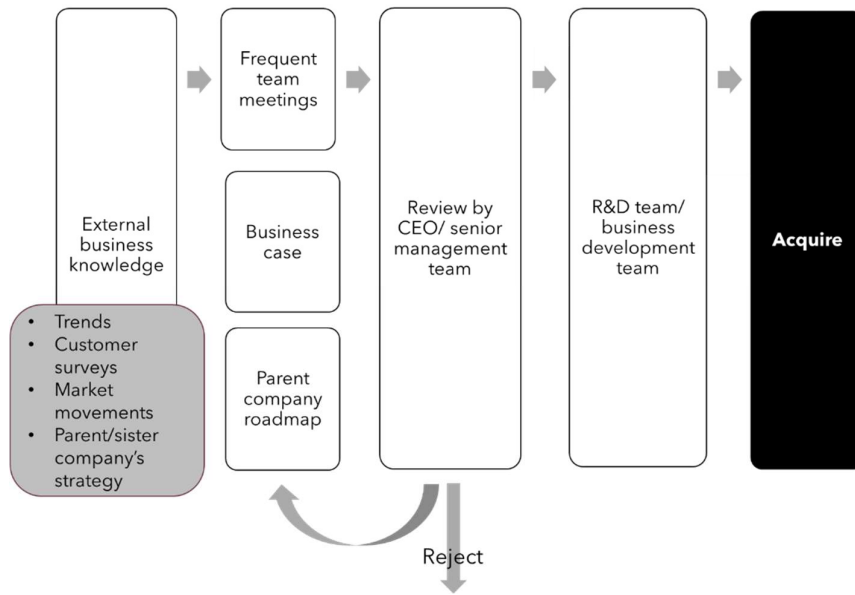 External
business
knowledge
• Trends
• Customer
surveys
• Market
movements
• Parent/sister
company’s
strategy
Frequent
team
meetings
Business
case
Parent
company
roadmap
Review by
CEO/ senior
management
team
R&D team/
business
development
team
Acquire
Reject